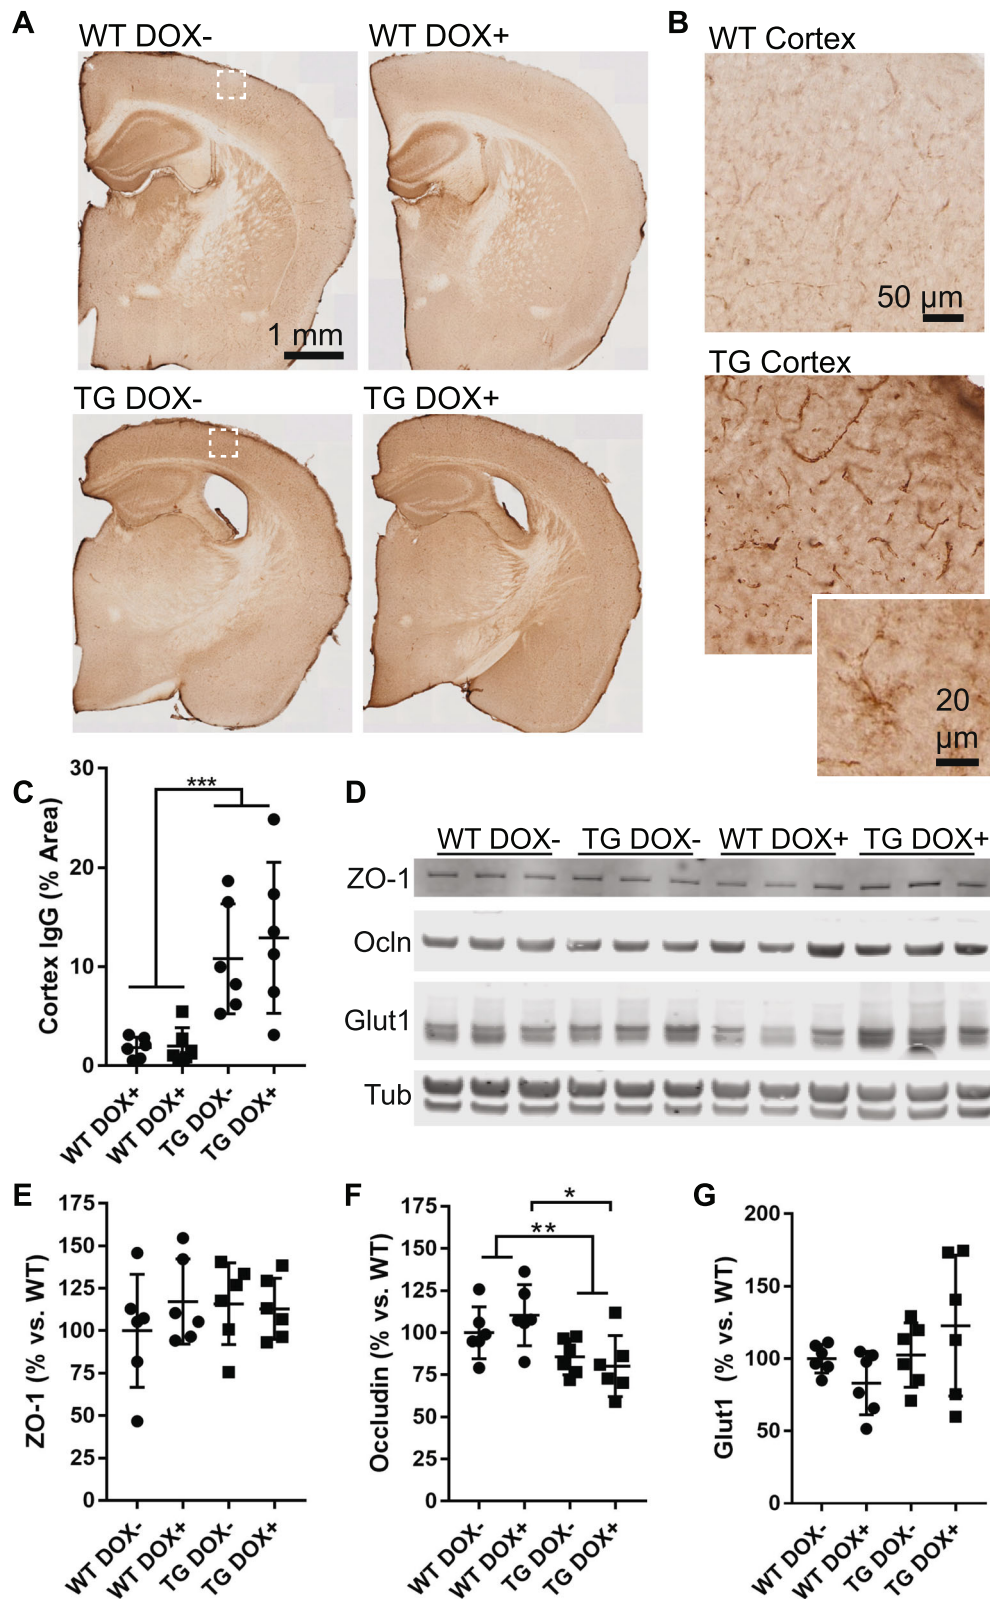 A
WT DOX-
WT DOX+
B
WT Cortex
50 µm
1 mm
TG DOX-
TG DOX+
TG Cortex
20
µm
C
Cortex IgG (% Area)
30
20
10
0
***
WT DOX+
WT DOX+
TG DOX-
TG DOX+
D
WT DOX-
TG DOX-
WT DOX+
TG DOX+
ZO-1
Ocln
Glut1
Tub
E
ZO-1 (% vs. WT)
175
150
125
100
75
50
25
0
WT DOX-
WT DOX+
TG DOX-
TG DOX+
F
Occludin (% vs. WT)
175
150
125
100
75
50
25
0
*
**
WT DOX-
WT DOX+
TG DOX-
TG DOX+
G
Glut1 (% vs. WT)
200
150
100
50
0
WT DOX-
WT DOX+
TG DOX-
TG DOX+